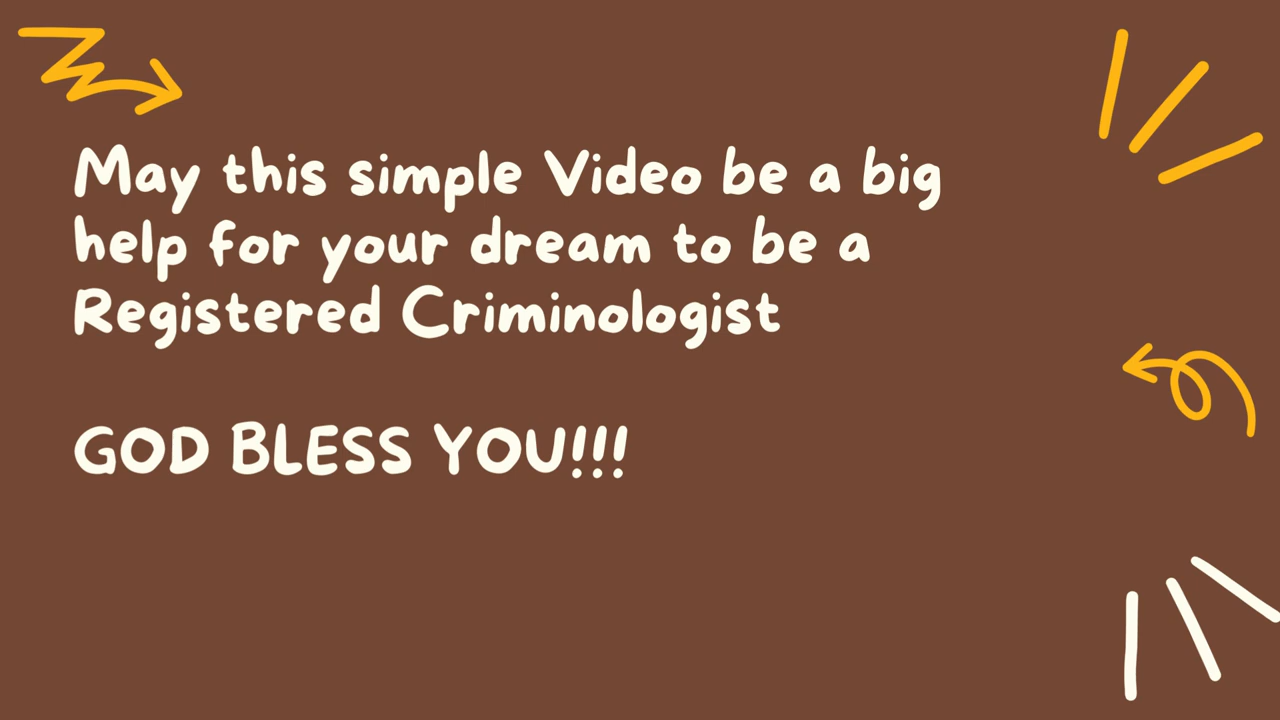 May this simple Video be a big
help for your dream to be a
Registered Criminologist
GOD BLESS YOU!!!